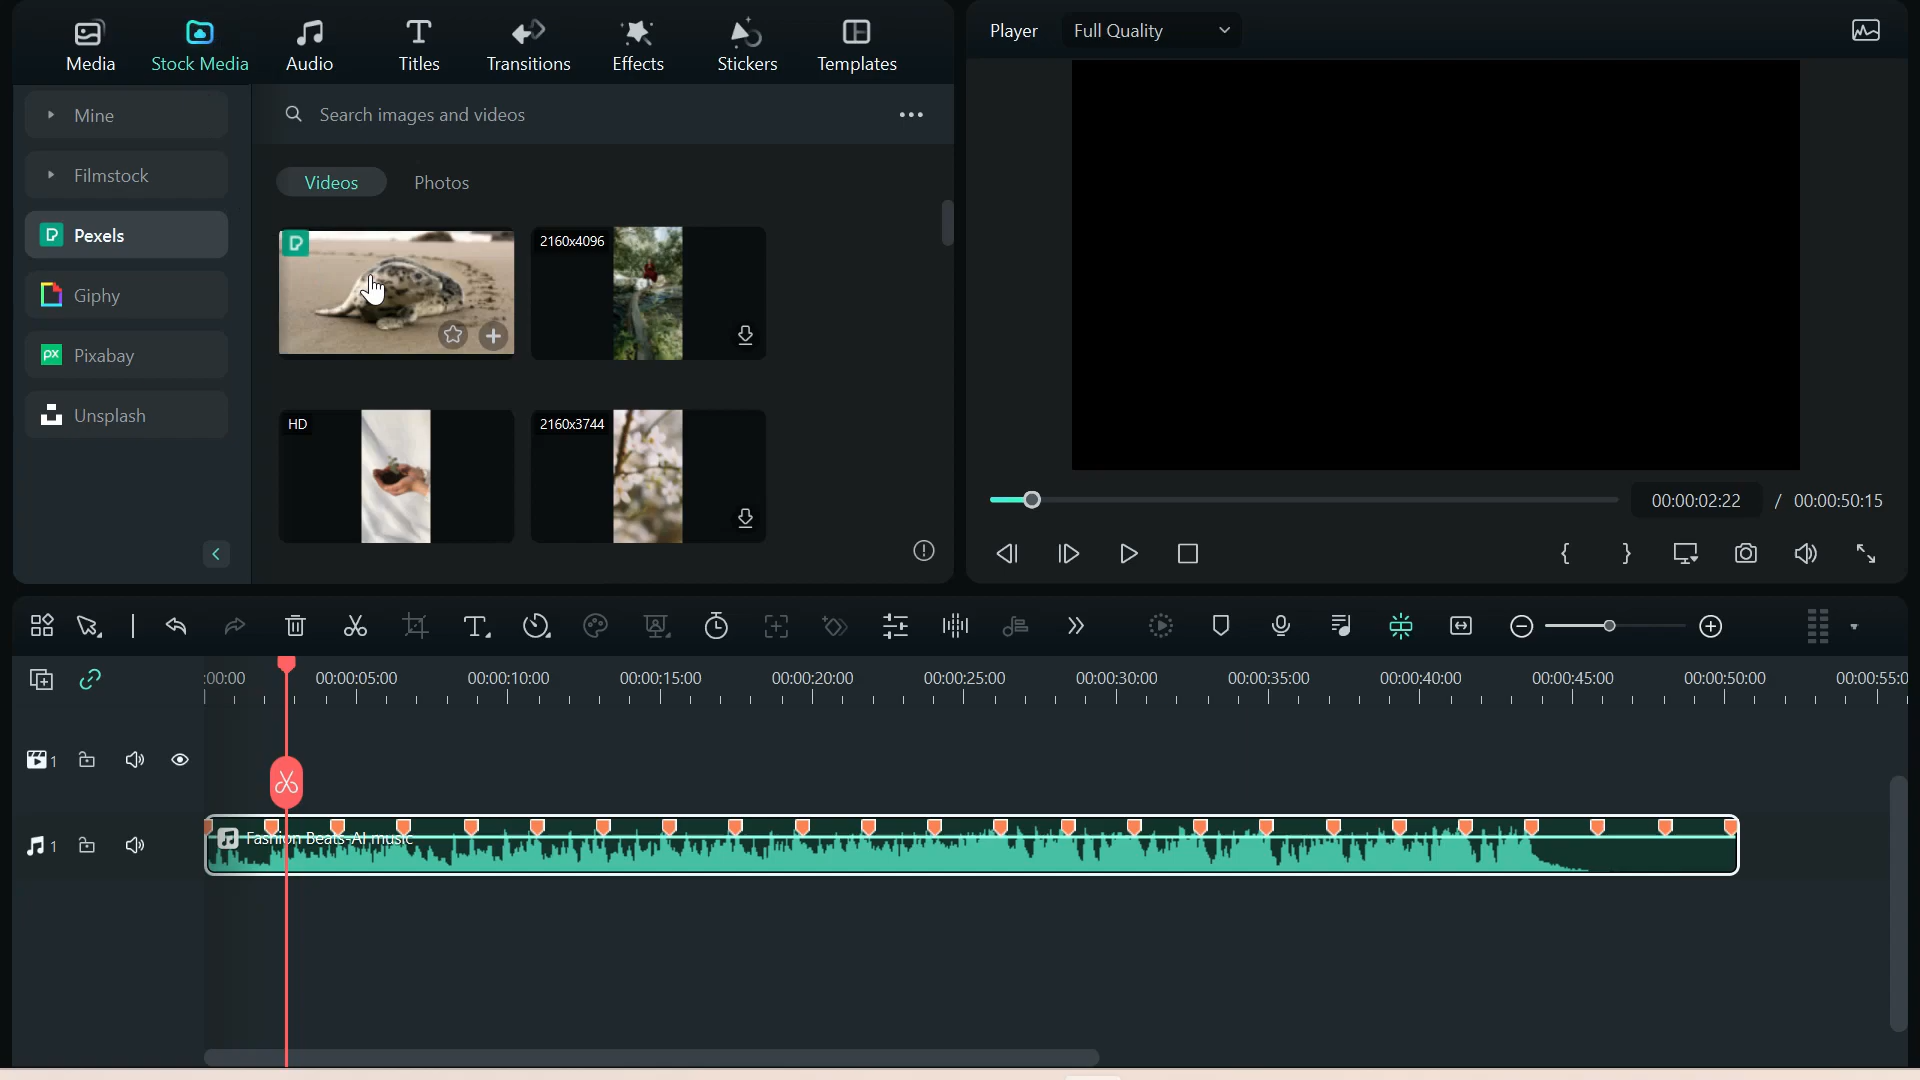 Media Stock Media Audio Titles Transitions Effects Stickers Templates
Player Full Quality
Mine
Filmstock
Pexels
Giphy
Pixabay
Unsplash
Search images and videos
Videos Photos
2160x4096
HD
2160x3744
00:00:02:22 / 00:00:50:15
:00:00 00:00:05:00 00:00:10:00 00:00:15:00 00:00:20:00 00:00:25:00 00:00:30:00 00:00:35:00 00:00:40:00 00:00:45:00 00:00:50:00 00:00:55:0
1
1
Fashion Beats-AI music